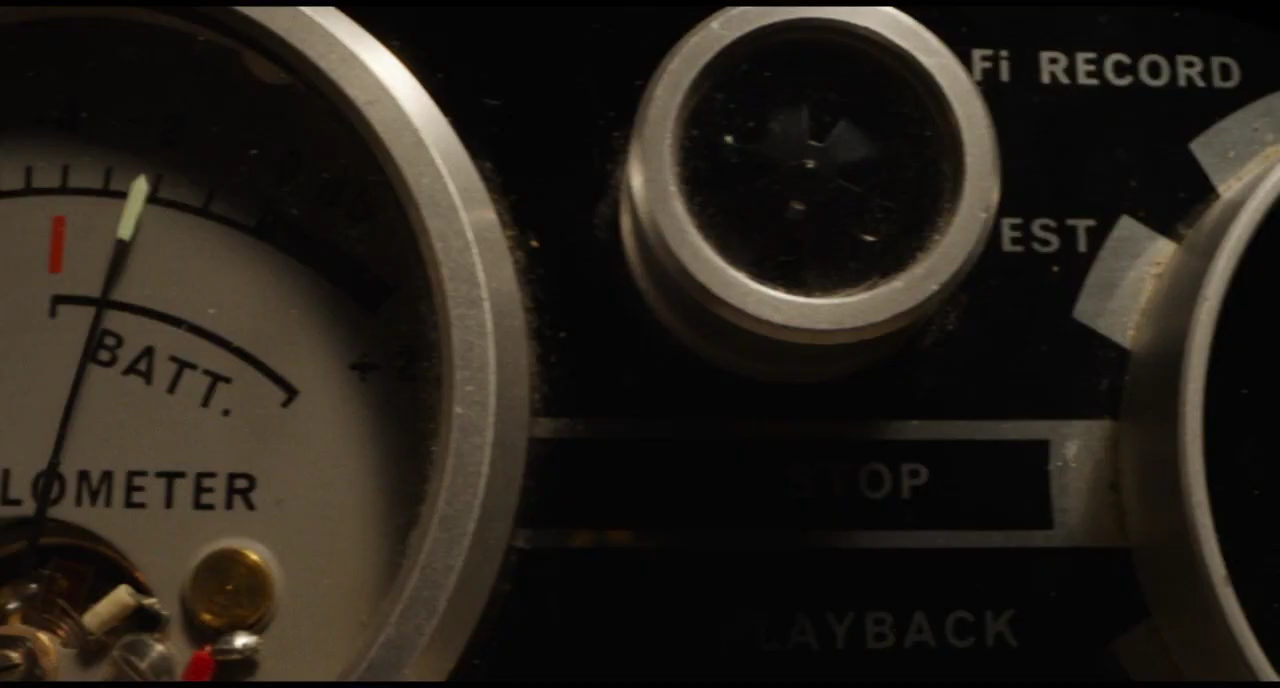 Fi RECORD
EST
BATT.
LOMETER
STOP
LAYBACK